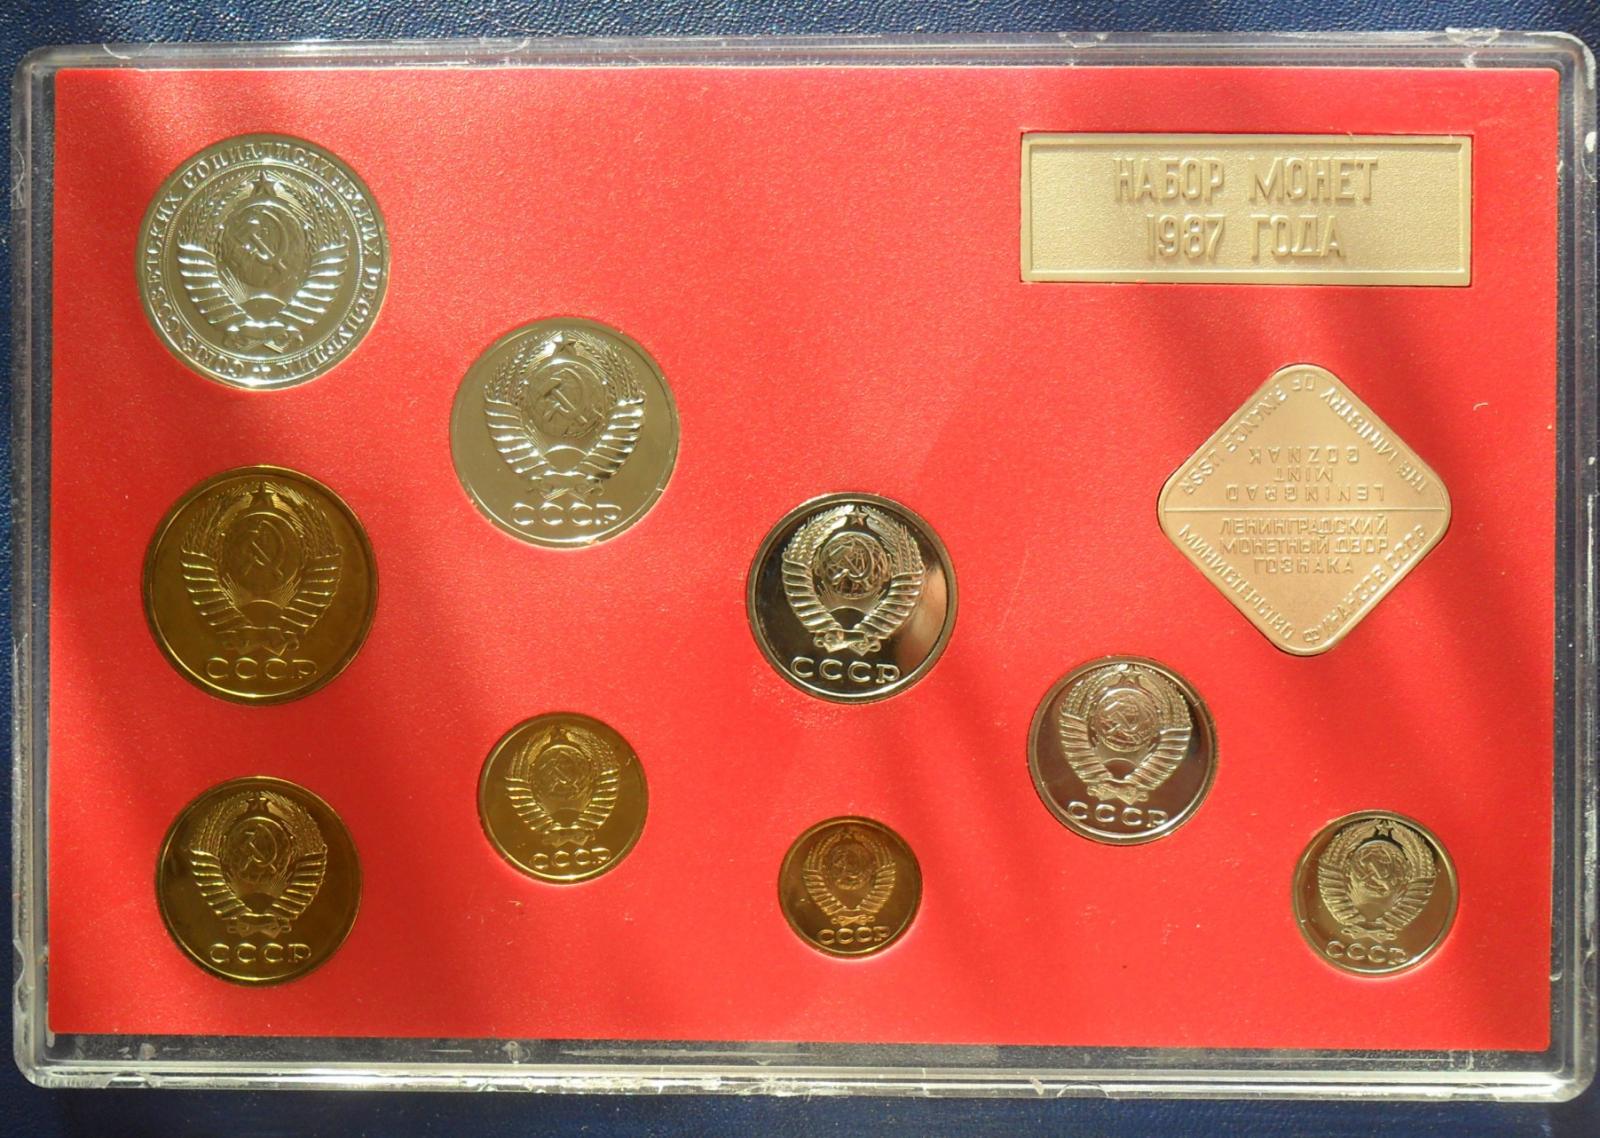 НАБОР МОНЕТ
1987 ГОДА
СОЮЗ СОВЕТСКИХ СОЦИАЛИСТИЧЕСКИХ РЕСПУБЛИК
СССР
СССР
СССР
СССР
СССР
СССР
СССР
СССР
THE MINISTRY OF FINANCE USSR
LENINGRAD
MINT
GOZNAK
ЛЕНИНГРАДСКИЙ
МОНЕТНЫЙ ДВОР
ГОЗНАКА
МИНИСТЕРСТВО ФИНАНСОВ СССР